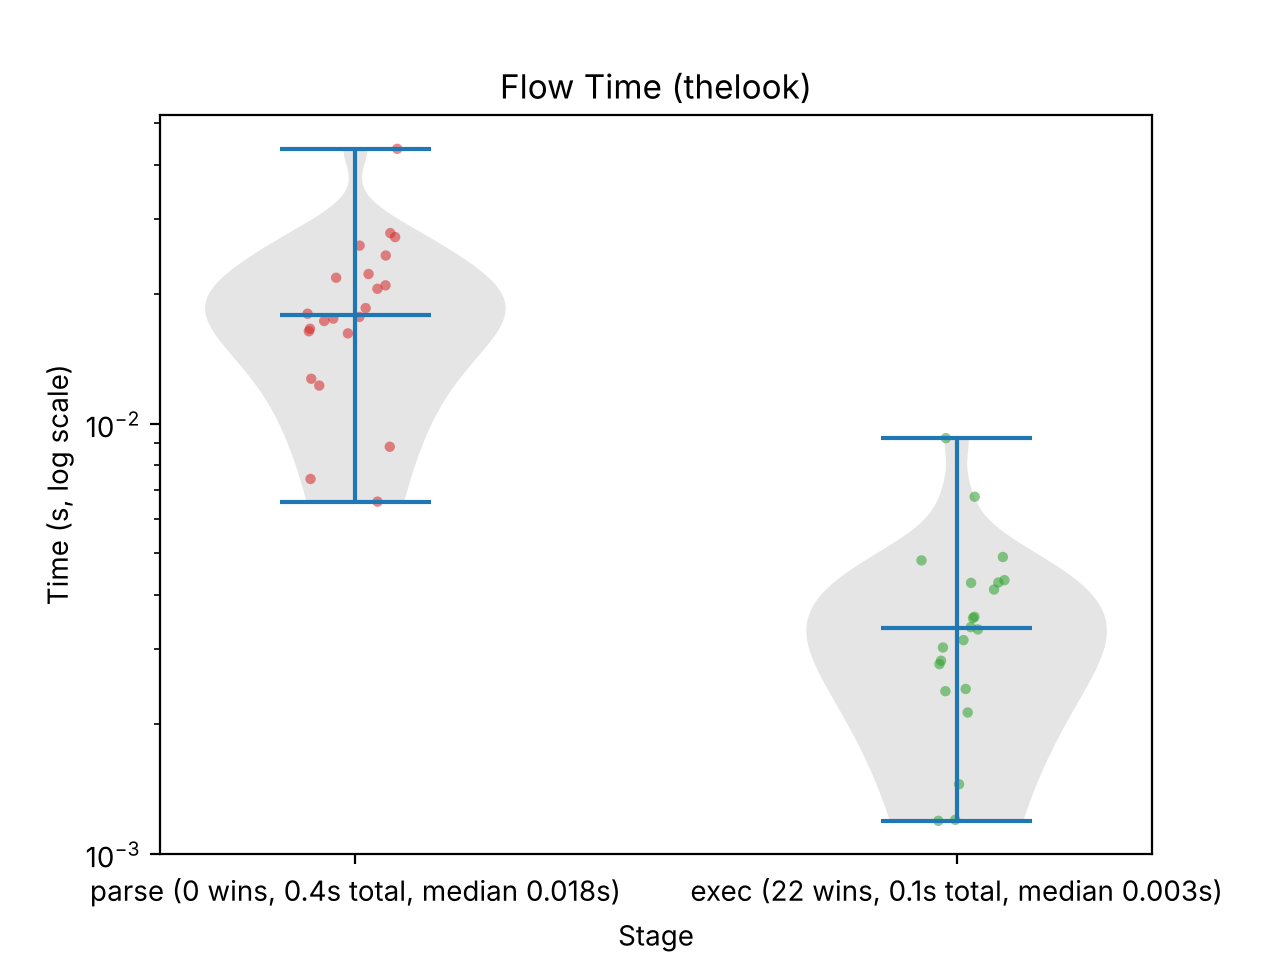 Flow Time (thelook)
Time (s, log scale)
10⁻²
10⁻³
parse (0 wins, 0.4s total, median 0.018s)
exec (22 wins, 0.1s total, median 0.003s)
Stage